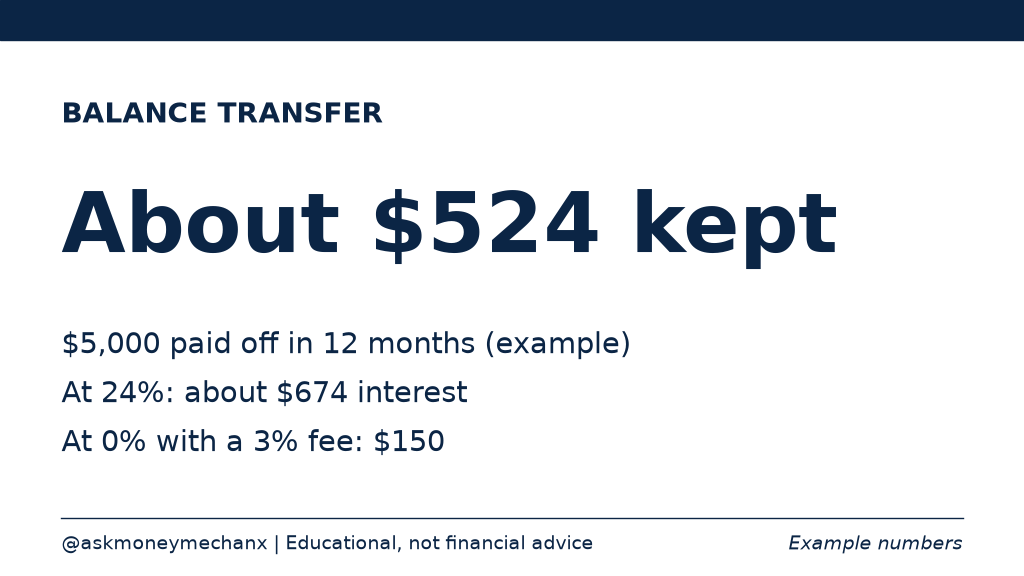 BALANCE TRANSFER
About $524 kept
$5,000 paid off in 12 months (example)
At 24%: about $674 interest
At 0% with a 3% fee: $150
@askmoneymechanx | Educational, not financial advice
Example numbers